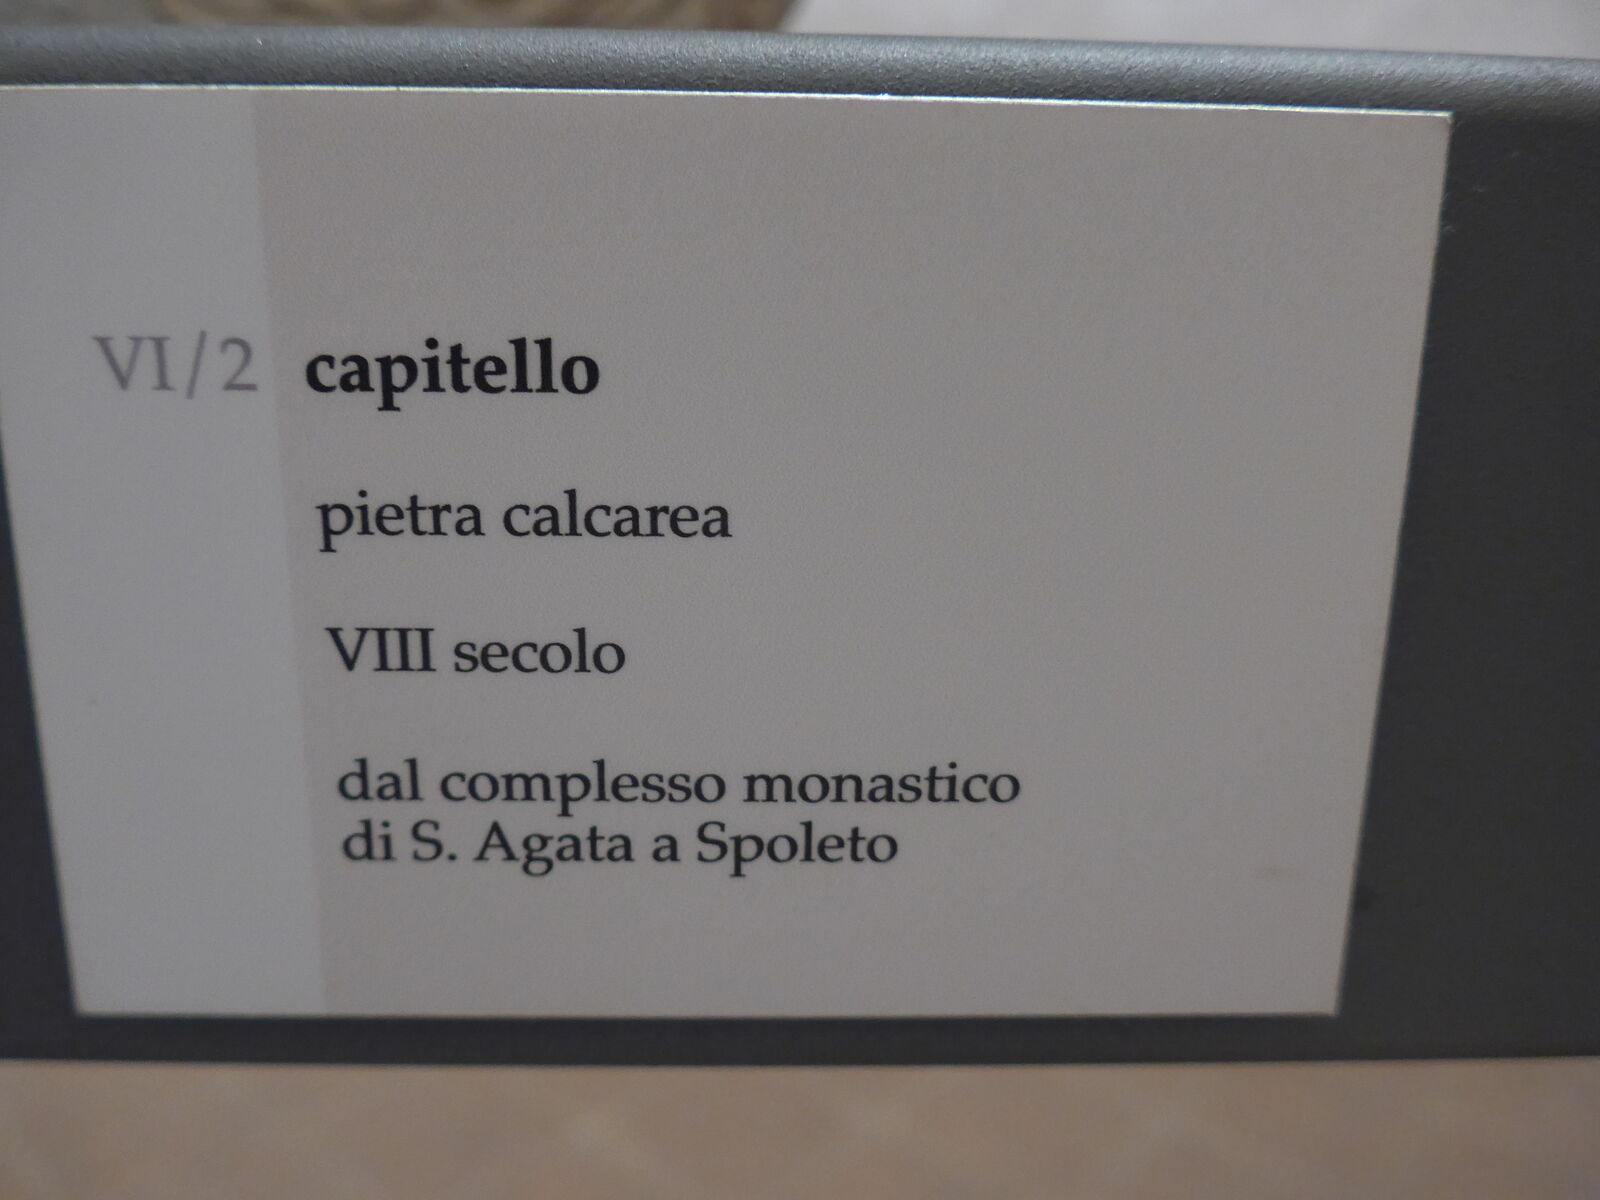 VI/2 capitello
pietra calcarea
VIII secolo
dal complesso monastico
di S. Agata a Spoleto